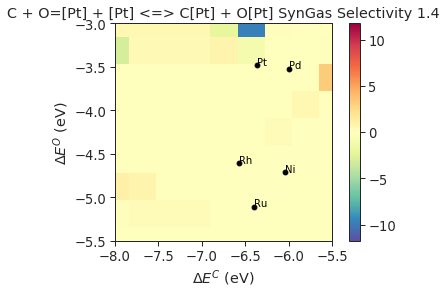 C + O=[Pt] + [Pt] <=> C[Pt] + O[Pt] SynGas Selectivity 1.4
−3.0
−3.5
−4.0
−4.5
−5.0
−5.5
ΔE^O (eV)
Pt
Pd
Rh
Ni
Ru
−8.0 −7.5 −7.0 −6.5 −6.0 −5.5
ΔE^C (eV)
10
5
0
−5
−10